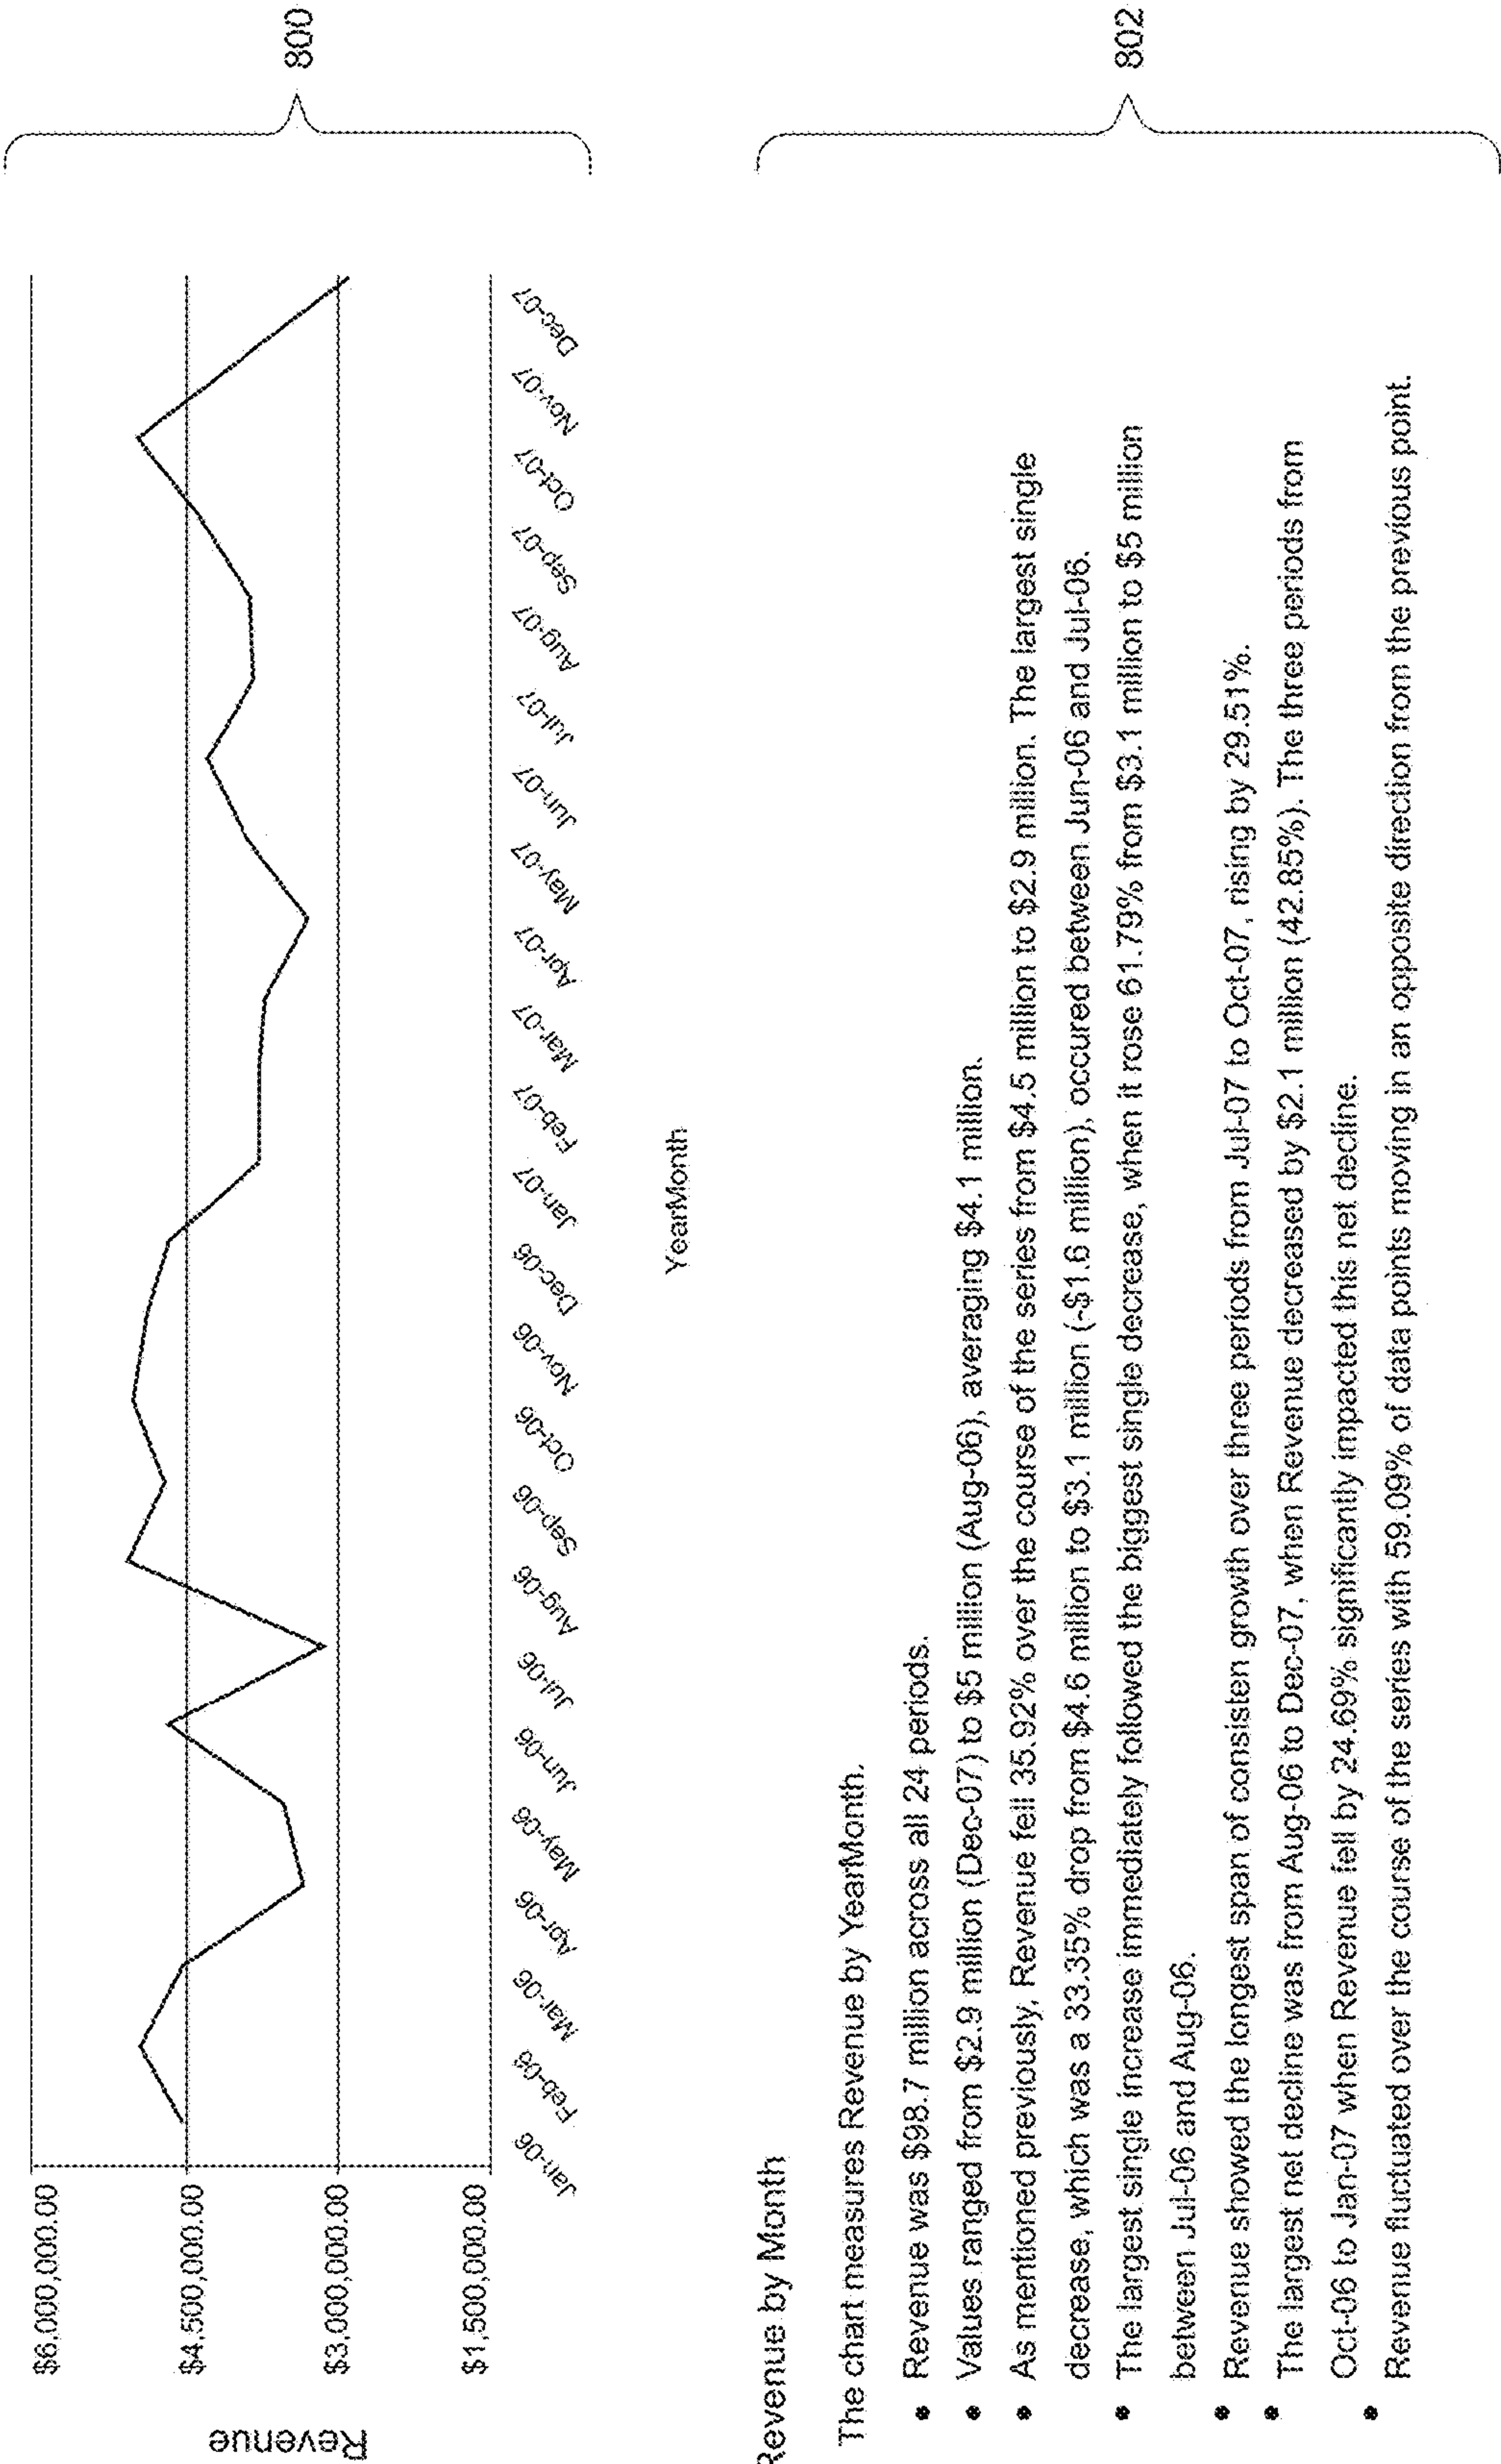 Revenue
$6,000,000.00
$4,500,000.00
$3,000,000.00
$1,500,000.00
Jan-06
Feb-06
Mar-06
Apr-06
May-06
Jun-06
Jul-06
Aug-06
Sep-06
Oct-06
Nov-06
Dec-06
Jan-07
Feb-07
Mar-07
Apr-07
May-07
Jun-07
Jul-07
Aug-07
Sep-07
Oct-07
Nov-07
Dec-07
YearMonth
800
Revenue by Month
The chart measures Revenue by YearMonth.
• Revenue was $98.7 million across all 24 periods.
• Values ranged from $2.9 million (Dec-07) to $5 million (Aug-06), averaging $4.1 million.
• As mentioned previously, Revenue fell 35.92% over the course of the series from $4.5 million to $2.9 million. The largest single
decrease, which was a 33.35% drop from $4.6 million to $3.1 million (~$1.6 million), occured between Jun-06 and Jul-06.
• The largest single increase immediately followed the biggest single decrease, when it rose 61.79% from $3.1 million to $5 million
between Jul-06 and Aug-06.
• Revenue showed the longest span of consisten growth over three periods from Jul-07 to Oct-07, rising by 29.51%.
• The largest net decline was from Aug-06 to Dec-07, when Revenue decreased by $2.1 million (42.85%). The three periods from
Oct-06 to Jan-07 when Revenue fell by 24.69% significantly impacted this net decline.
• Revenue fluctuated over the course of the series with 59.09% of data points moving in an opposite direction from the previous point.
802